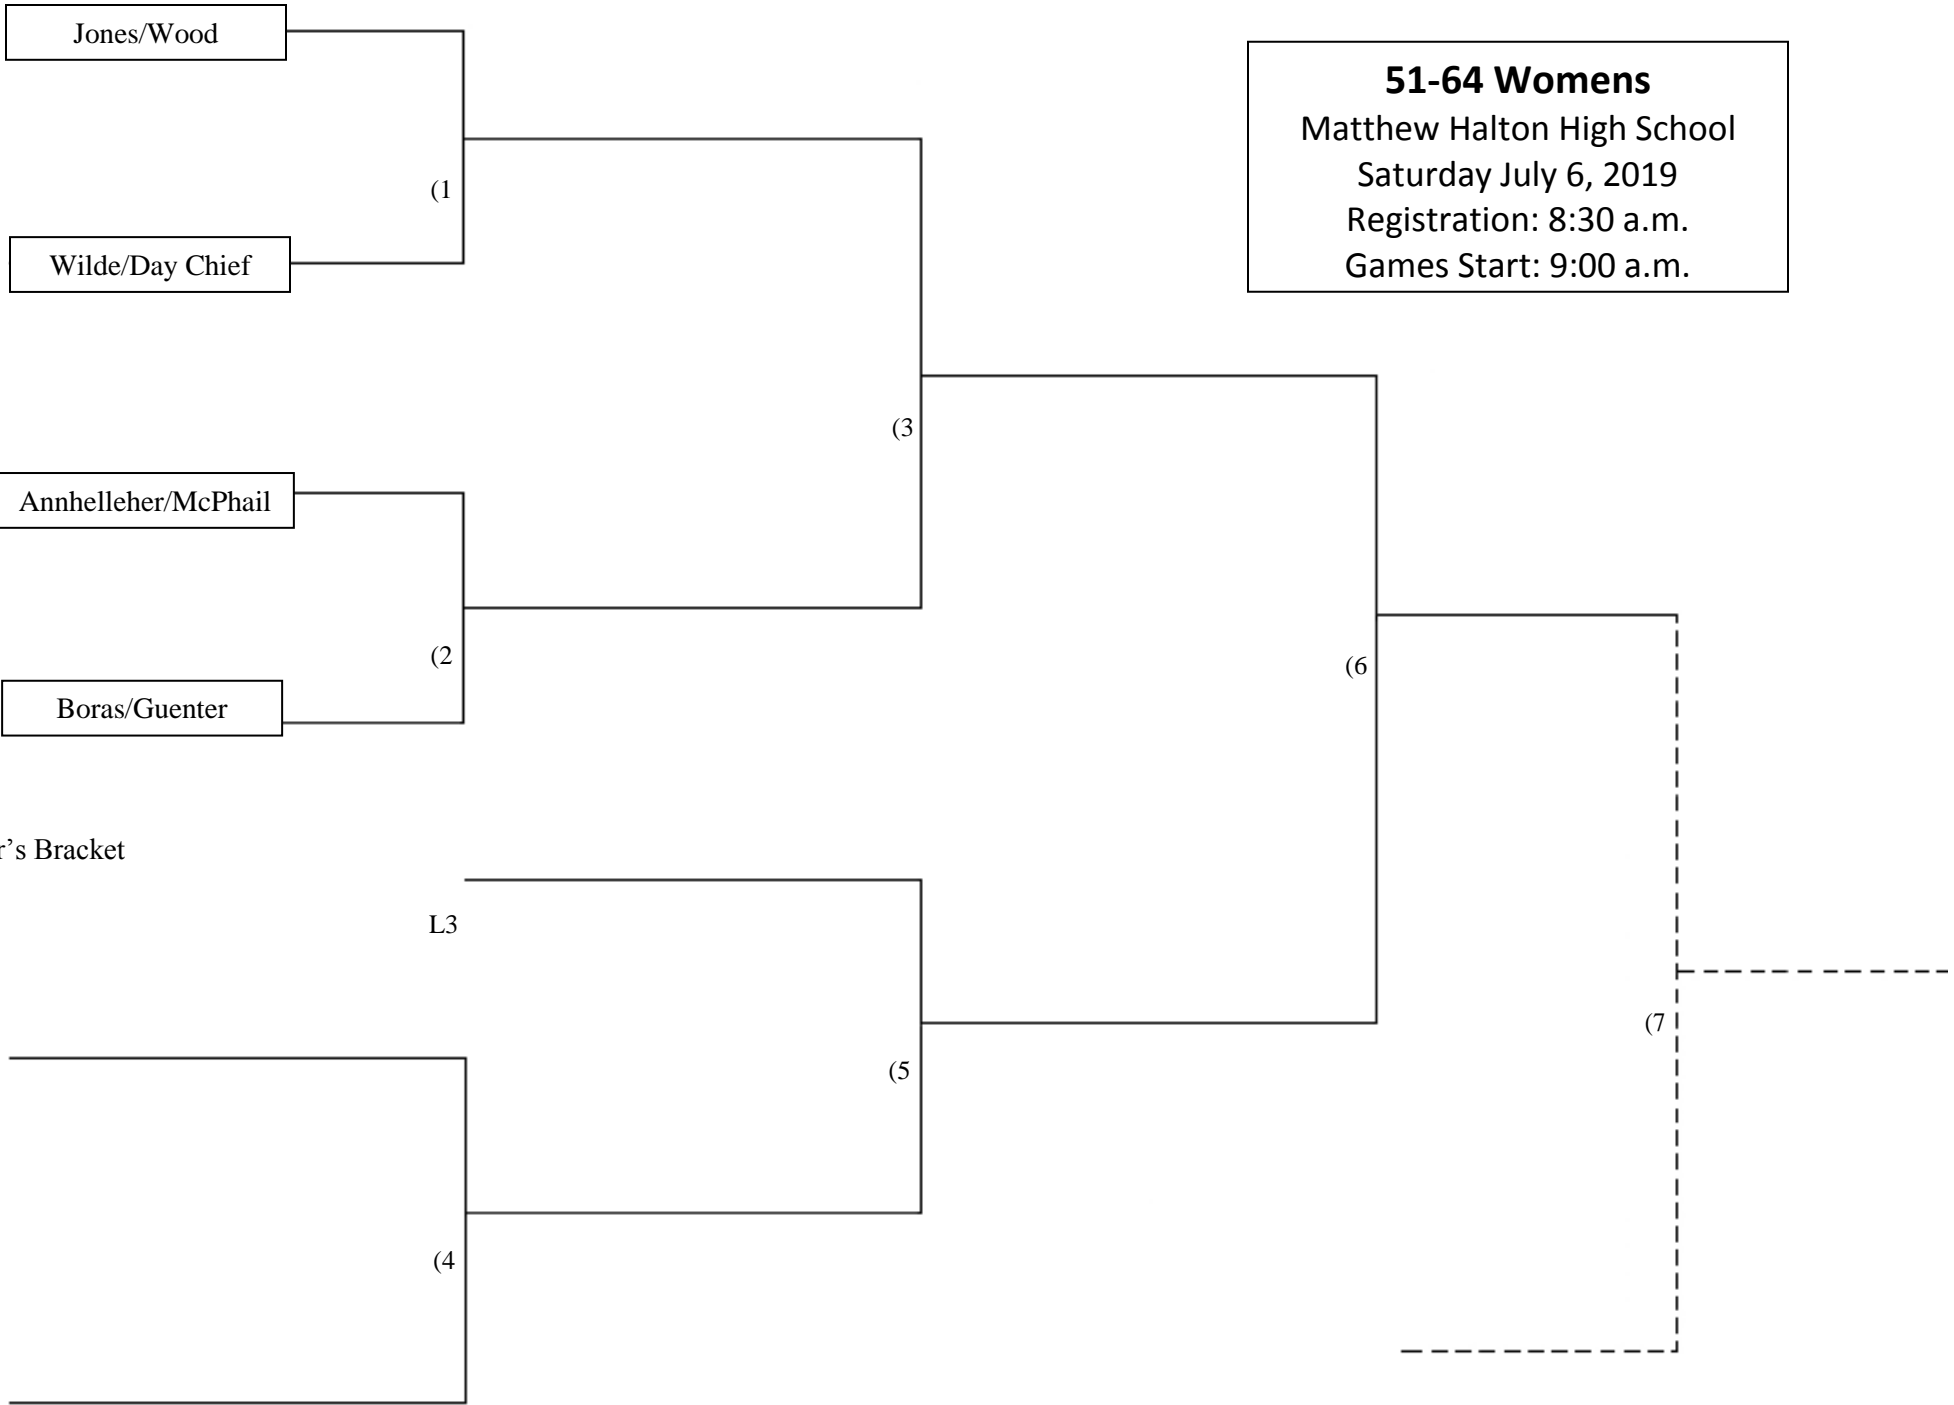 Jones/Wood
51-64 Womens
Matthew Halton High School
Saturday July 6, 2019
Registration: 8:30 a.m.
Games Start: 9:00 a.m.
(1
Wilde/Day Chief
(3
Annhelleher/McPhail
(2
(6
Boras/Guenter
r’s Bracket
L3
(7
(5
(4